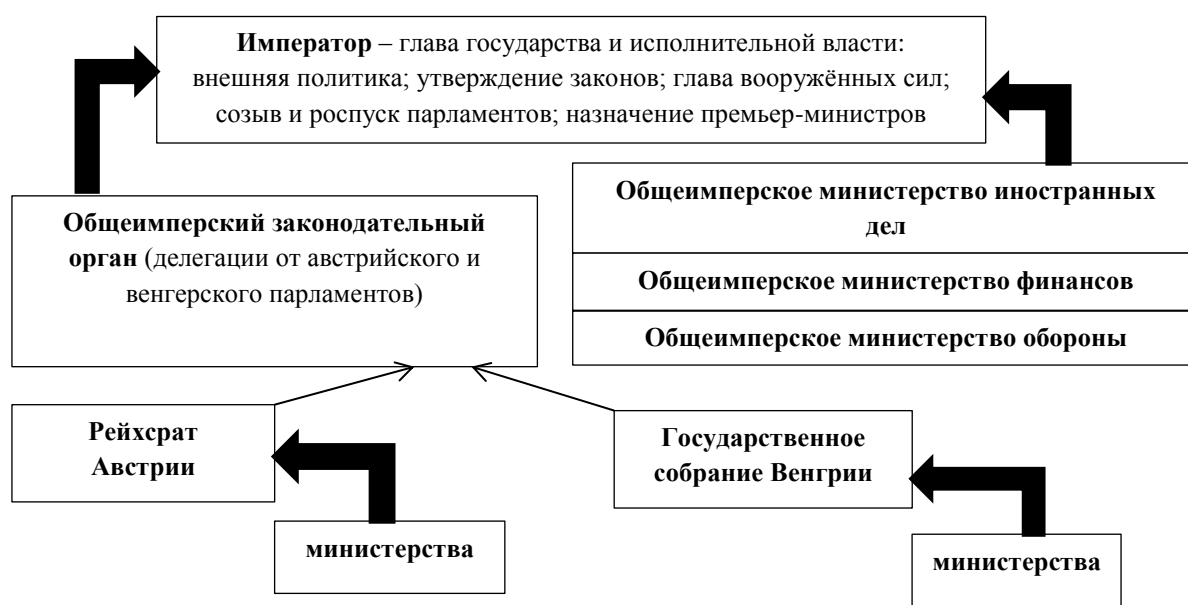 Император – глава государства и исполнительной власти:
внешняя политика; утверждение законов; глава вооружённых сил;
созыв и роспуск парламентов; назначение премьер-министров
Общеимперский законодательный
орган (делегации от австрийского и
венгерского парламентов)
Общеимперское министерство иностранных
дел
Общеимперское министерство финансов
Общеимперское министерство обороны
Рейхсрат
Австрии
Государственное
собрание Венгрии
министерства
министерства